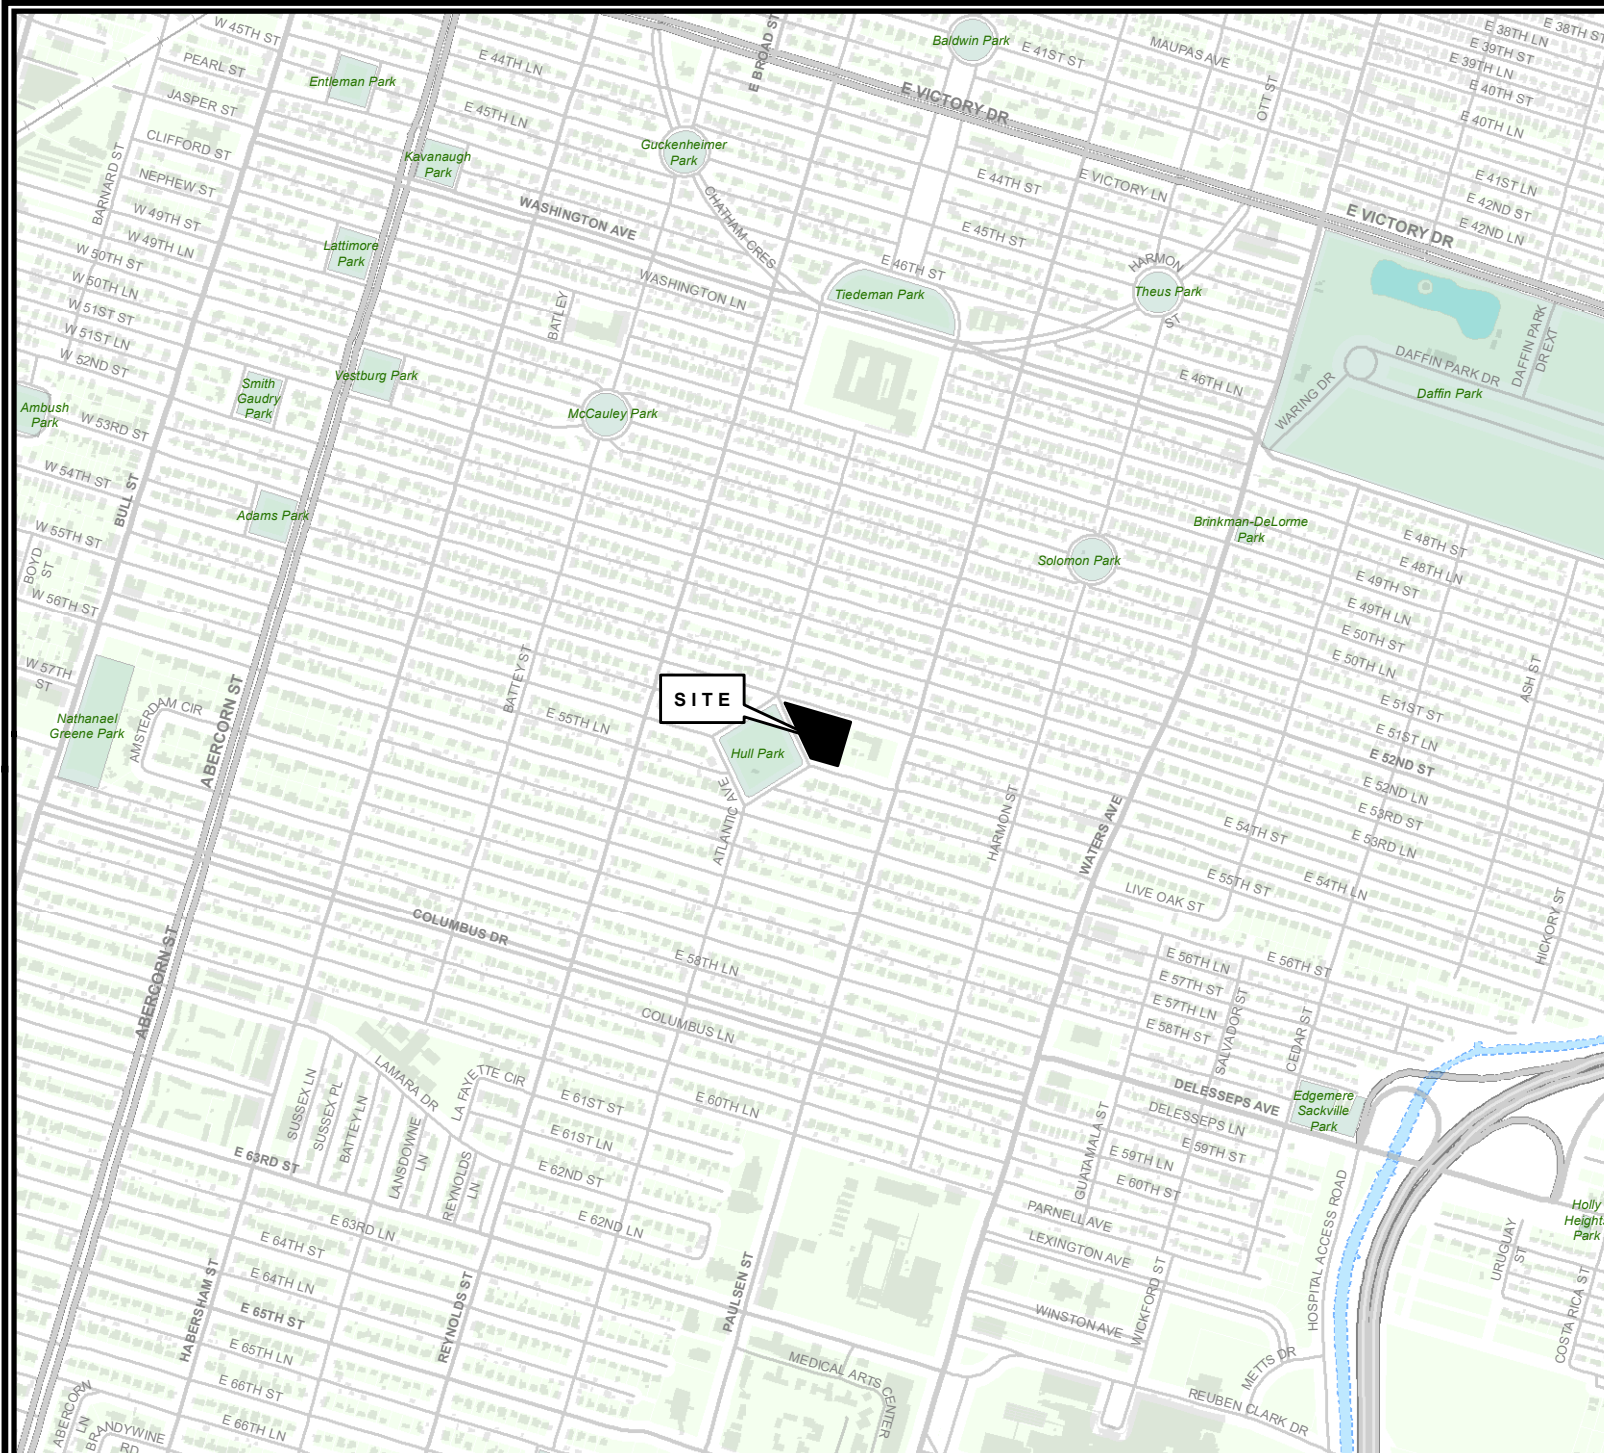 W 45TH ST
PEARL ST
JASPER ST
CLIFFORD ST
NEPHEW ST
BARNARD ST
W 49TH ST
W 49TH LN
W 50TH ST
W 50TH LN
W 51ST ST
W 51ST LN
W 52ND ST
Entleman Park
E 44TH LN
E 45TH LN
Kavanaugh
Park
Lattimore
Park
E BROAD ST
Guckenheimer
Park
WASHINGTON AVE
CHATHAM CRES
WASHINGTON LN
BATLEY
Baldwin Park
E 41ST ST
MAUPAS AVE
OTT ST
E VICTORY DR
E 38TH LN
E 38TH ST
E 39TH ST
E 39TH LN
E 40TH ST
E 40TH LN
E 41ST LN
E 42ND ST
E 42ND LN
E 44TH ST
E VICTORY LN
E 45TH ST
E 46TH ST
HARMON
ST
Theus Park
Tiedeman Park
E VICTORY DR
DAFFIN PARK
DR EXT
DAFFIN PARK DR
WARING DR
Daffin Park
E 46TH LN
Vestburg Park
Smith
Gaudry
Park
McCauley Park
Ambush
Park
W 53RD ST
W 54TH ST
BULL ST
Adams Park
W 55TH ST
BOYD
ST
W 56TH ST
W 57TH
ST
Nathanael
Greene Park
AMSTERDAM CIR
ABERCORN ST
BATTEY ST
E 55TH LN
SITE
Hull Park
ATLANTIC AVE
Brinkman-DeLorme
Park
Solomon Park
E 48TH ST
E 48TH LN
E 49TH ST
E 49TH LN
E 50TH ST
E 50TH LN
ASH ST
E 51ST ST
E 51ST LN
E 52ND ST
E 52ND LN
E 53RD ST
E 53RD LN
E 54TH ST
E 54TH LN
E 55TH ST
LIVE OAK ST
HARMON ST
WATERS AVE
HICKORY ST
E 56TH LN
E 56TH ST
E 57TH ST
E 57TH LN
E 58TH ST
SALVADOR ST
CEDAR ST
COLUMBUS DR
E 58TH LN
COLUMBUS LN
ABERCORN ST
LAMARA DR
LA FAYETTE CIR
SUSSEX LN
SUSSEX PL
BATTEY LN
LANSDOWNE
LN
REYNOLDS
LN
E 61ST ST
E 60TH LN
E 61ST LN
E 62ND ST
E 62ND LN
E 63RD ST
E 63RD LN
E 64TH ST
E 64TH LN
E 65TH ST
E 65TH LN
E 66TH ST
E 66TH LN
HABERSHAM ST
REYNOLDS ST
PAULSEN ST
ABERCORN
LN
BRANDYWINE
RD
DELESSEPS AVE
DELESSEPS LN
Edgemere
Sackville
Park
E 59TH ST
E 59TH LN
E 60TH ST
GUATAMALA ST
PARNELL AVE
LEXINGTON AVE
WICKFORD ST
WINSTON AVE
METTS DR
HOSPITAL ACCESS ROAD
REUBEN CLARK DR
MEDICAL ARTS
CENTER
Holly
Height
Park
URUGUAY
ST
COSTA RICA ST